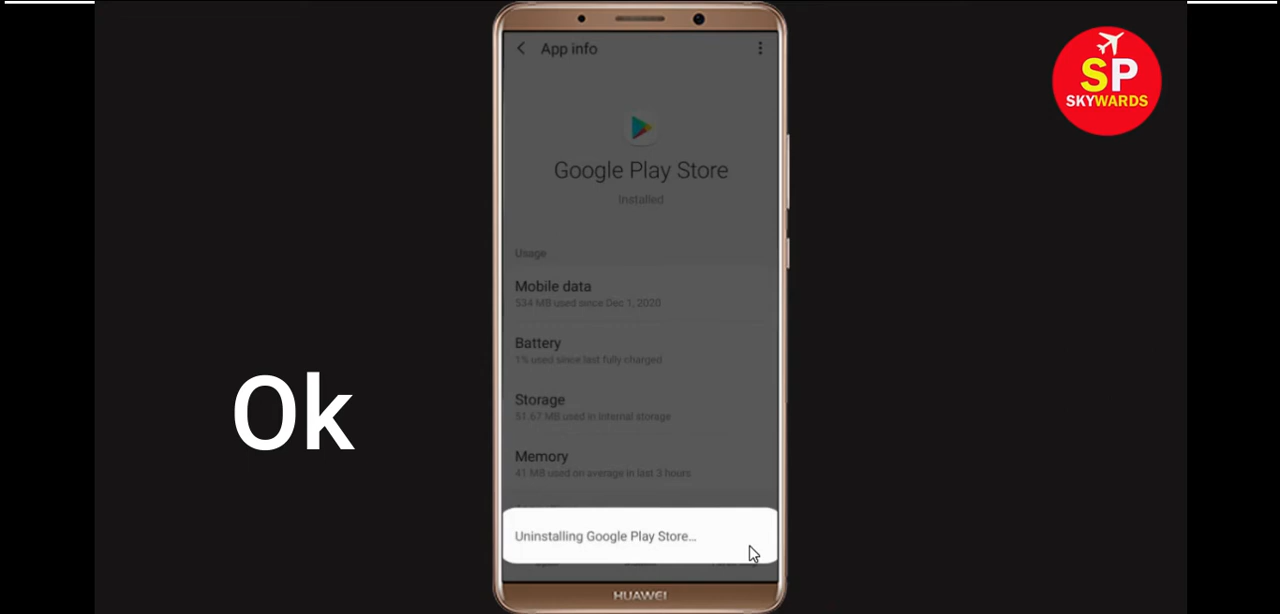 App info
SP
SKYWARDS
Google Play Store
Installed
Usage
Mobile data
534 MB used since Dec 1, 2020
Battery
1% used since last fully charged
Ok
Storage
51.67 MB used in Internal storage
Memory
41 MB used on average in last 3 hours
Uninstalling Google Play Store...
HUAWEI